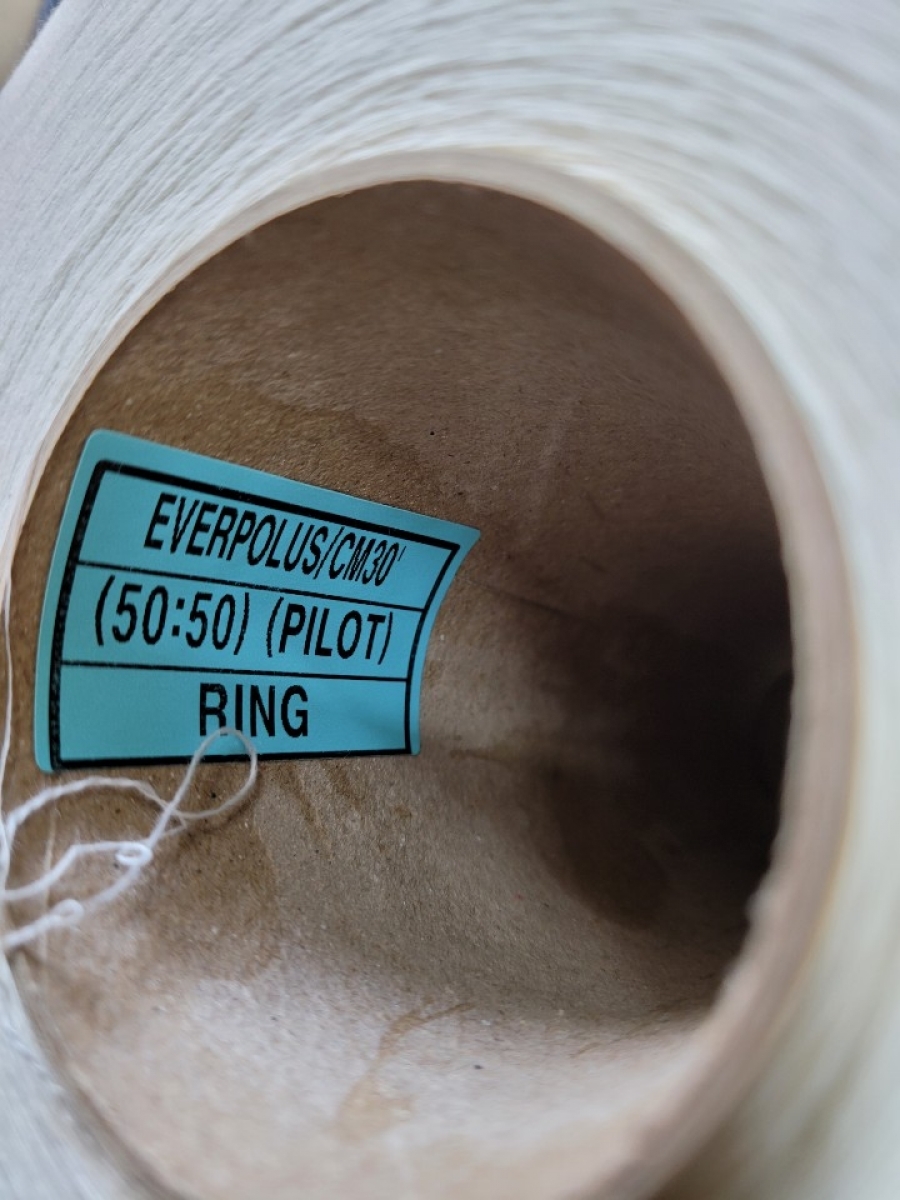 EVERPOLUS/CM30'
(50:50) (PILOT)
RING